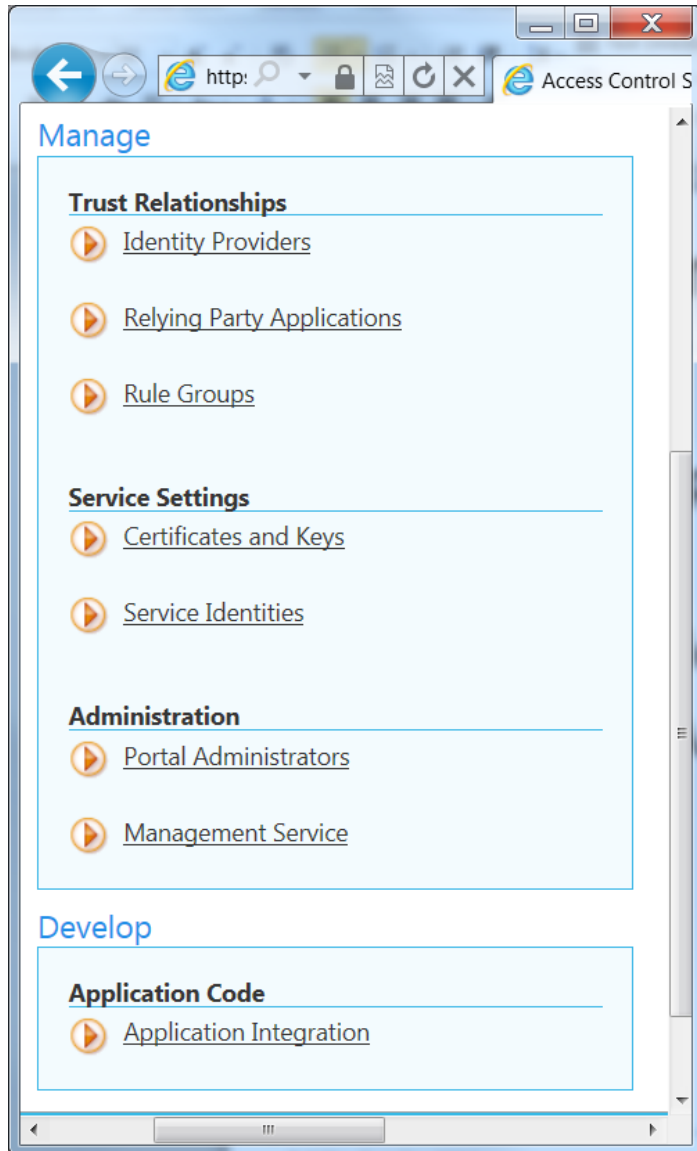 http:
Access Control S
Manage
Trust Relationships
Identity Providers
Relying Party Applications
Rule Groups
Service Settings
Certificates and Keys
Service Identities
Administration
Portal Administrators
Management Service
Develop
Application Code
Application Integration